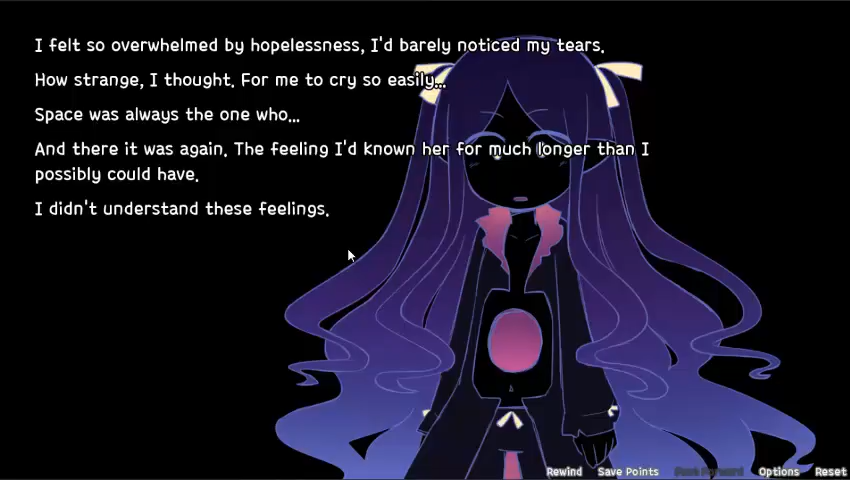 I felt so overwhelmed by hopelessness, I'd barely noticed my tears.
How strange, I thought. For me to cry so easily...
Space was always the one who...
And there it was again. The feeling I'd known her for much longer than I
possibly could have.
I didn't understand these feelings.
Rewind Save Points Fast Forward Options Reset